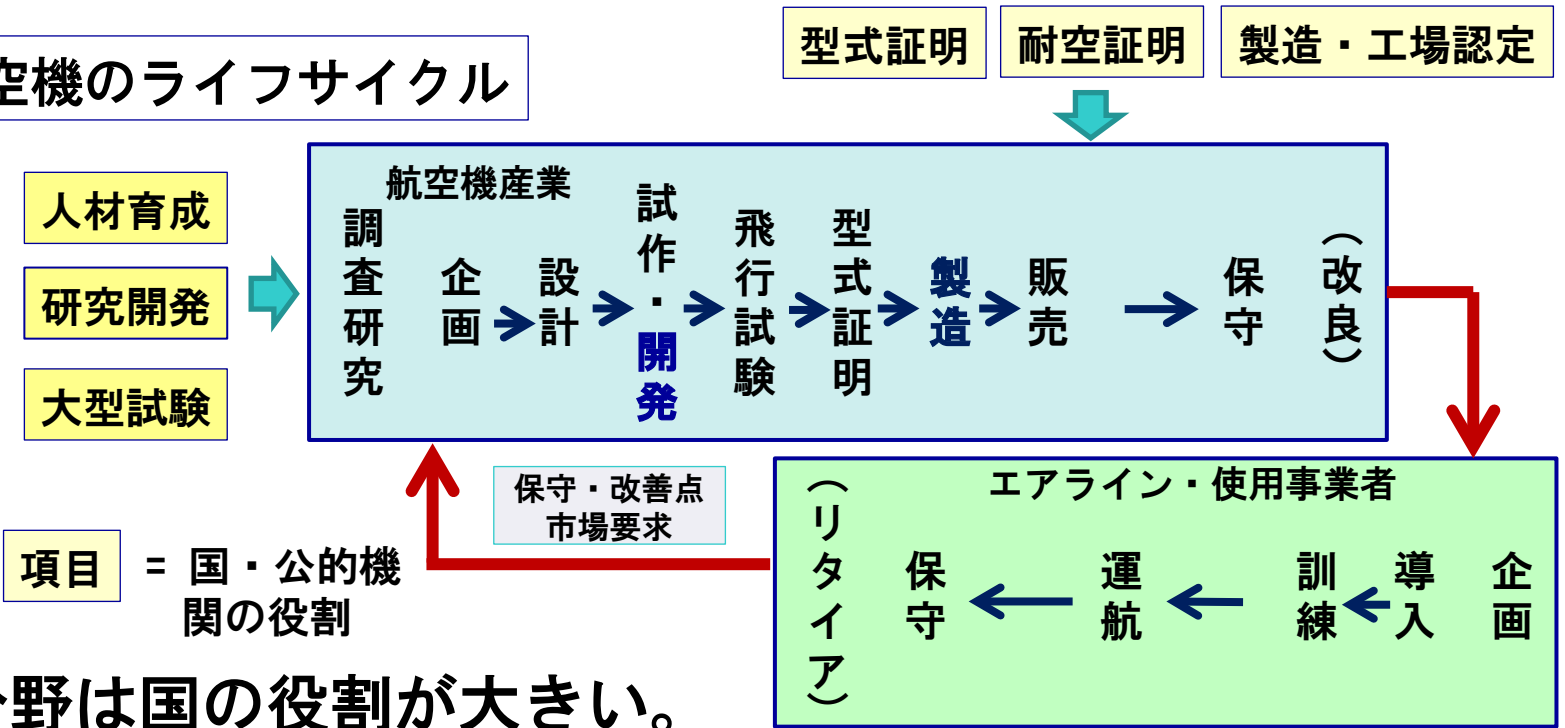 空機のライフサイクル
型式証明
耐空証明
製造・工場認定
人材育成
研究開発
大型試験
航空機産業
調査研究
企画
設計
試作・開発
飛行試験
型式証明
製造
販売
保守
（改良）
保守・改善点
市場要求
エアライン・使用事業者
企画
導入
訓練
運航
保守
（リタイア）
項目
= 国・公的機
関の役割
分野は国の役割が大きい。